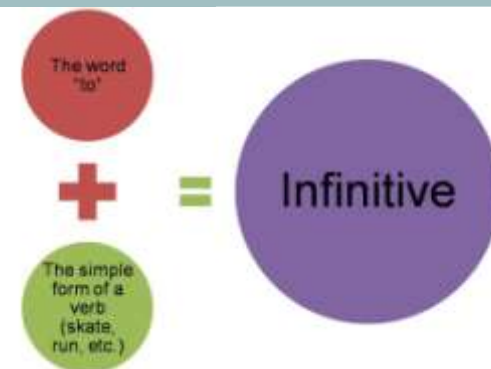 The word
"to"
+
=
Infinitive
The simple
form of a
verb
(skate,
run, etc.)